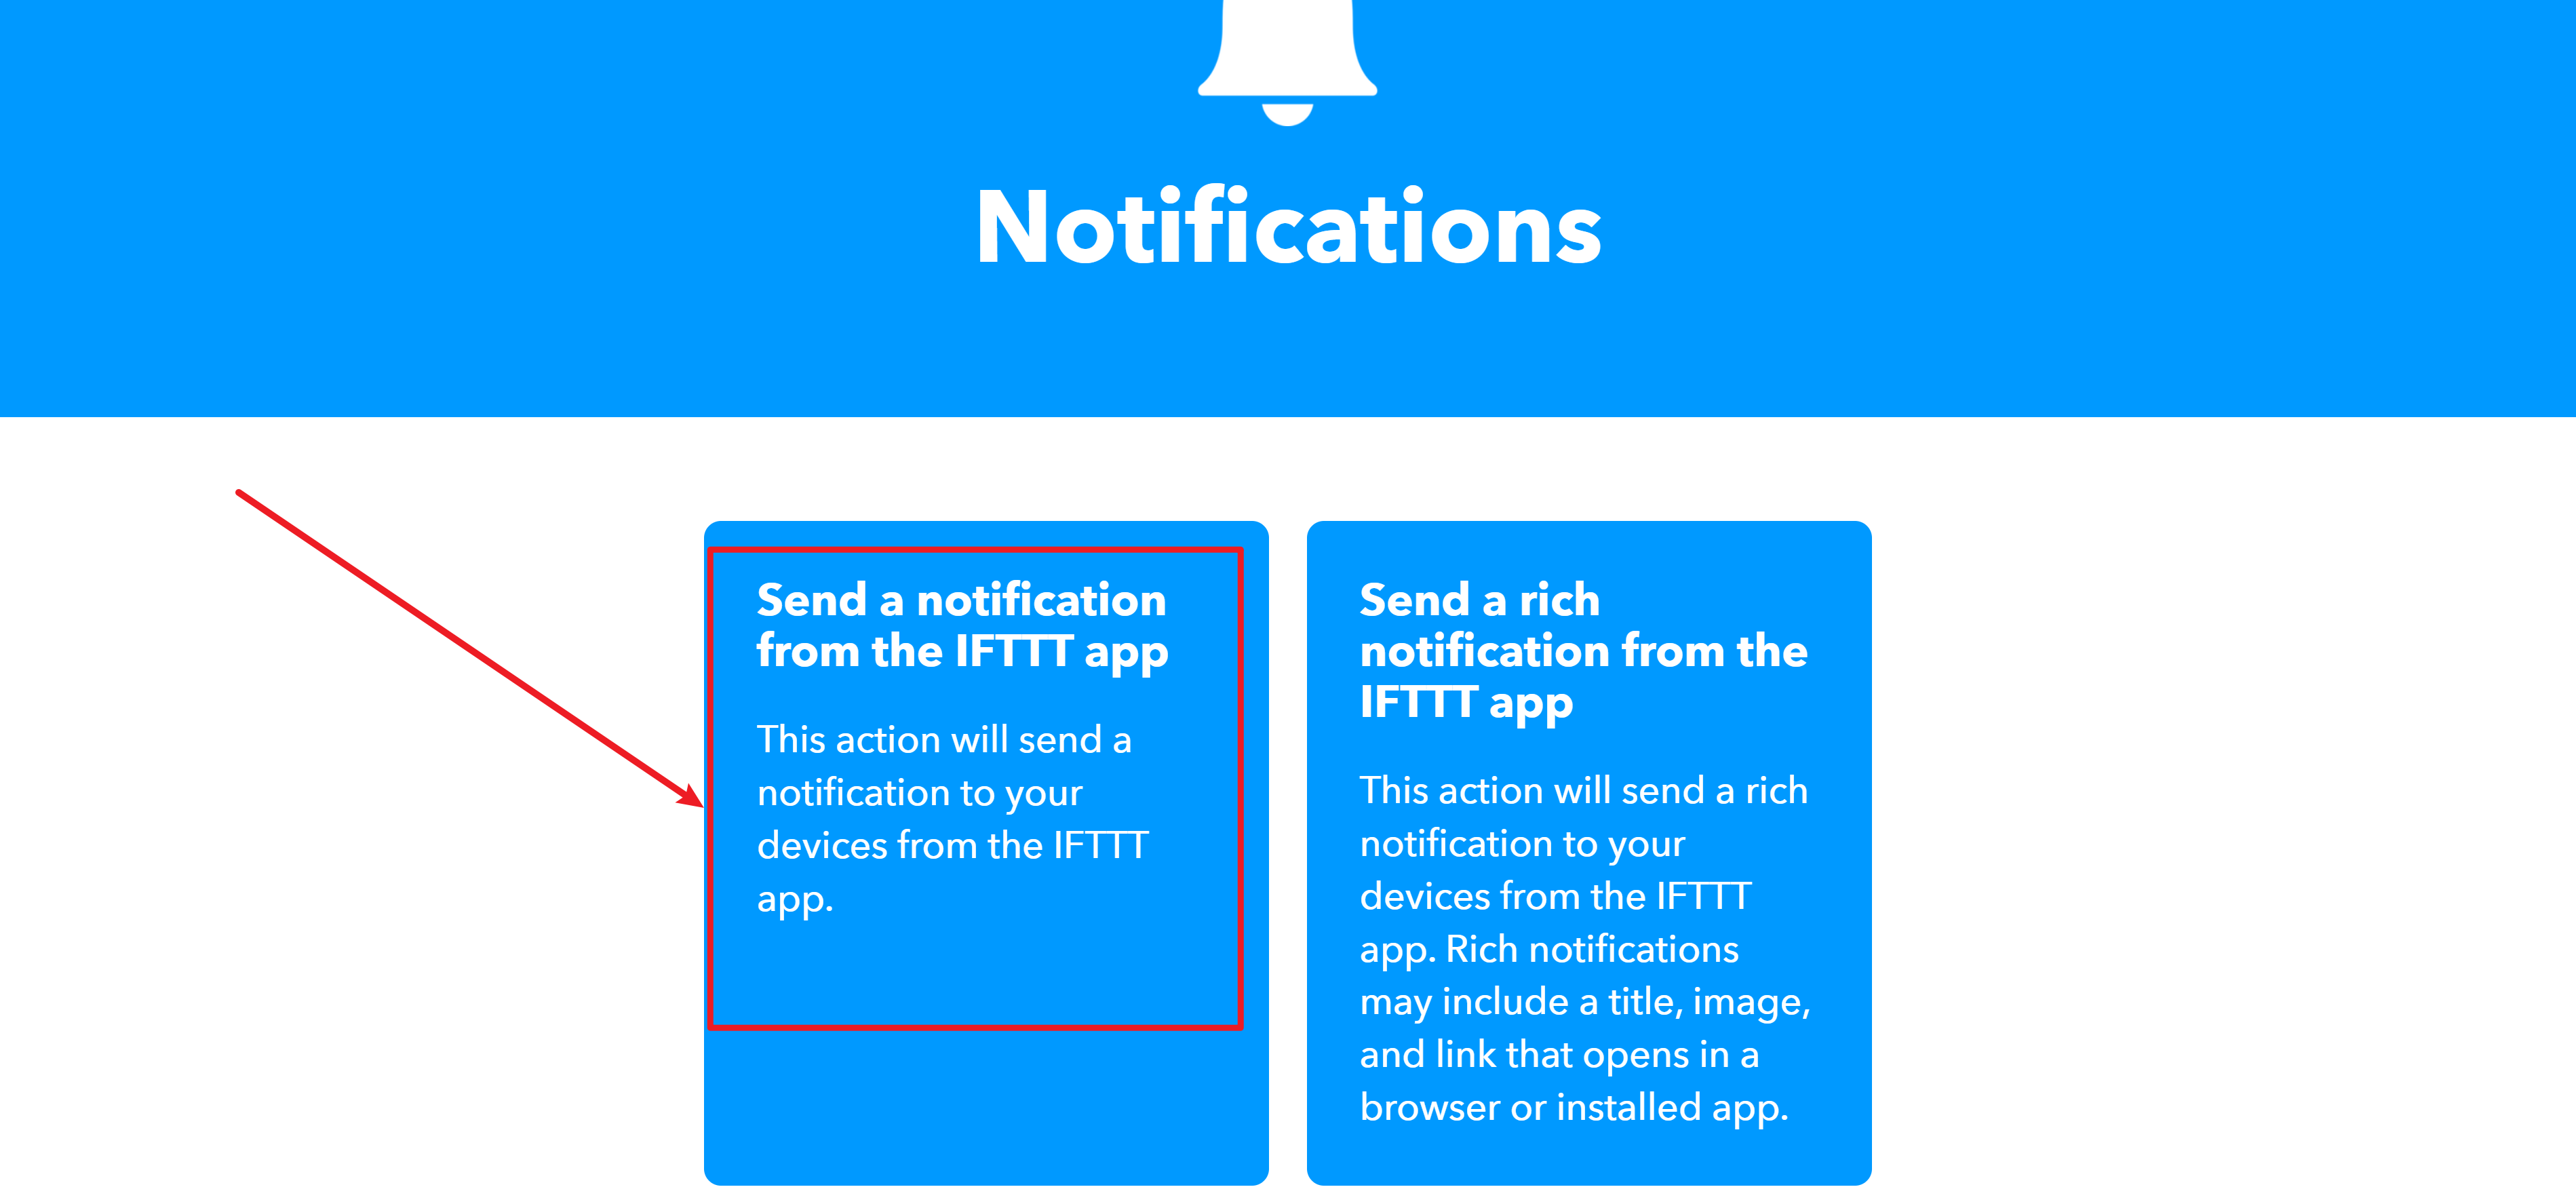 Notifications
Send a notification
from the IFTTT app
This action will send a
notification to your
devices from the IFTTT
app.
Send a rich
notification from the
IFTTT app
This action will send a rich
notification to your
devices from the IFTTT
app. Rich notifications
may include a title, image,
and link that opens in a
browser or installed app.